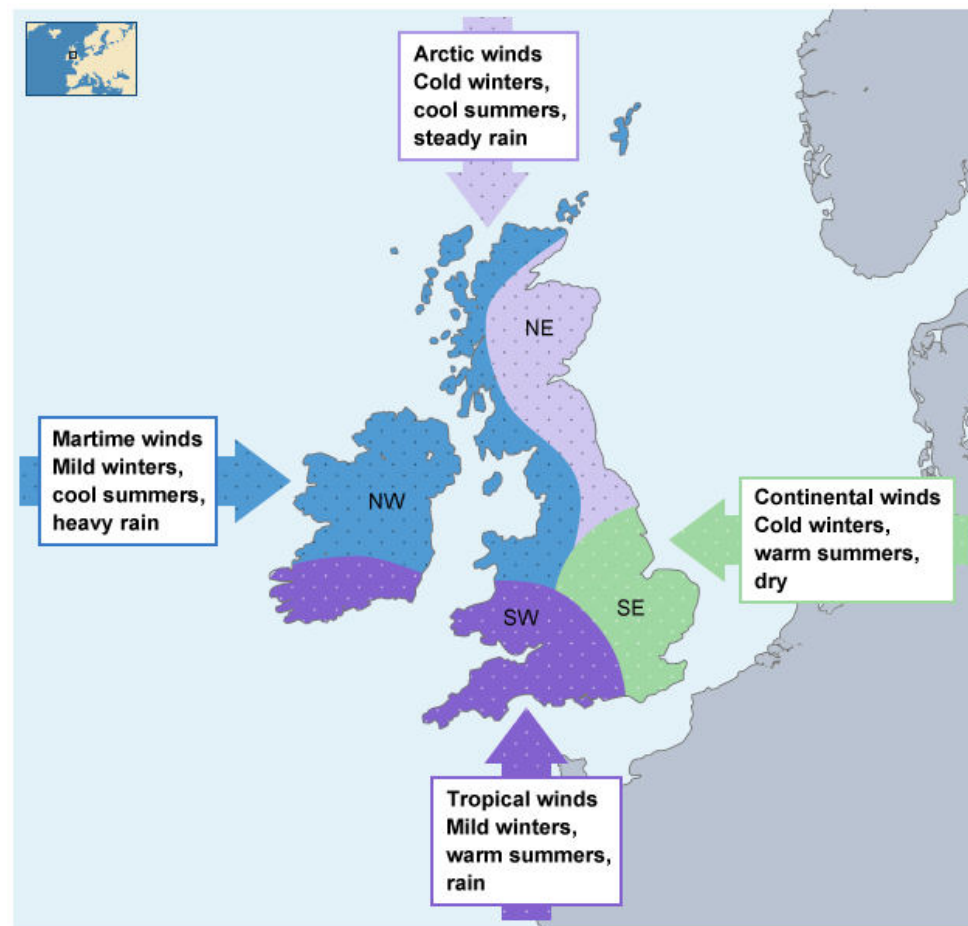 Arctic winds
Cold winters,
cool summers,
steady rain
NE
Martime winds
Mild winters,
cool summers,
heavy rain
NW
Continental winds
Cold winters,
warm summers,
dry
SE
SW
Tropical winds
Mild winters,
warm summers,
rain